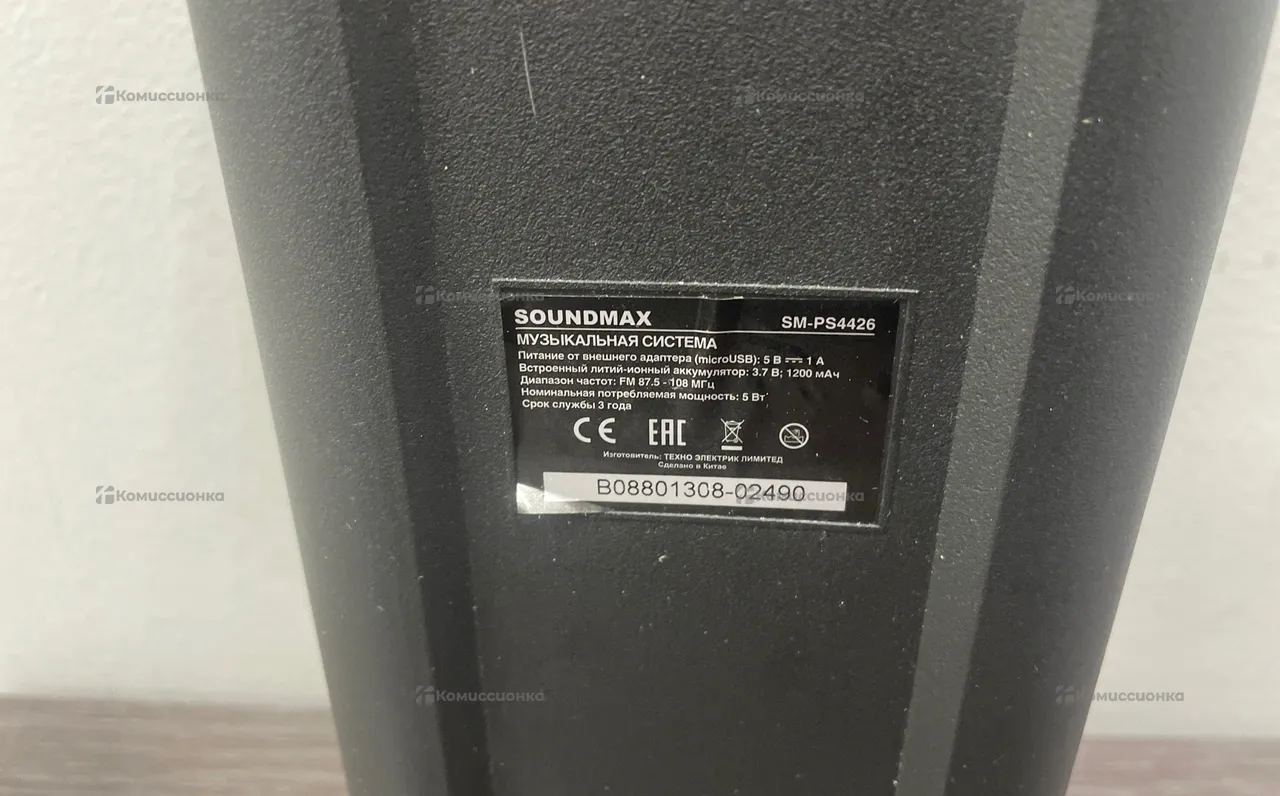 SOUNDMAX SM-PS4426
МУЗЫКАЛЬНАЯ СИСТЕМА
Питание от внешнего адаптера (microUSB): 5 В ⎓ 1 А
Встроенный литий-ионный аккумулятор: 3.7 В; 1200 мАч
Диапазон частот: FM 87.5 - 108 МГц
Номинальная потребляемая мощность: 5 Вт
Срок службы 3 года
CE EAC
Изготовитель: ТЕХНО ЭЛЕКТРИК ЛИМИТЕД
Сделано в Китае
B08801308-02490
Комиссионка
Комиссионка
Комиссионка
Комиссионка
Комиссионка
Комиссионка
Комиссионка
Комиссионка